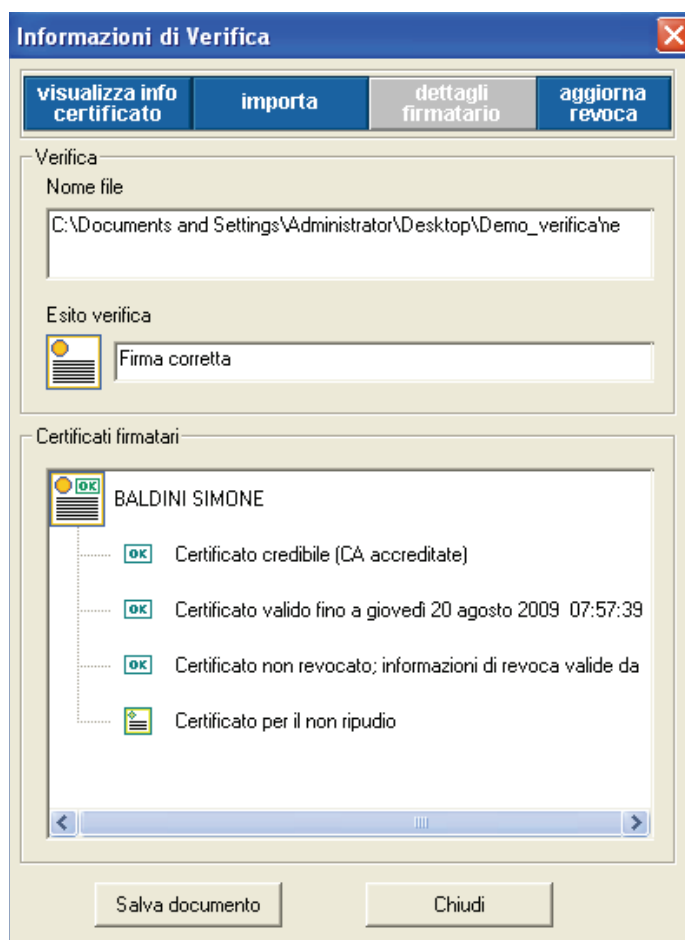 Informazioni di Verifica
visualizza info
certificato
importa
dettagli
firmatario
aggiorna
revoca
Verifica
Nome file
C:\Documents and Settings\Administrator\Desktop\Demo_verifica\ne
Esito verifica
Firma corretta
Certificati firmatari
OK
BALDINI SIMONE
OK Certificato credibile (CA accreditate)
OK Certificato valido fino a giovedì 20 agosto 2009 07:57:39
OK Certificato non revocato; informazioni di revoca valide da
Certificato per il non ripudio
Salva documento
Chiudi